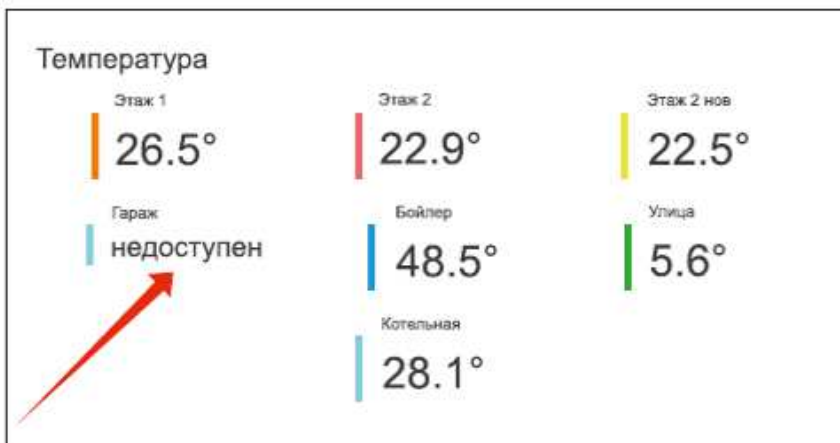 Температура
Этаж 1
Этаж 2
Этаж 2 нов
26.5°
22.9°
22.5°
Гараж
Бойлер
Улица
недоступен
48.5°
5.6°
Котельная
28.1°